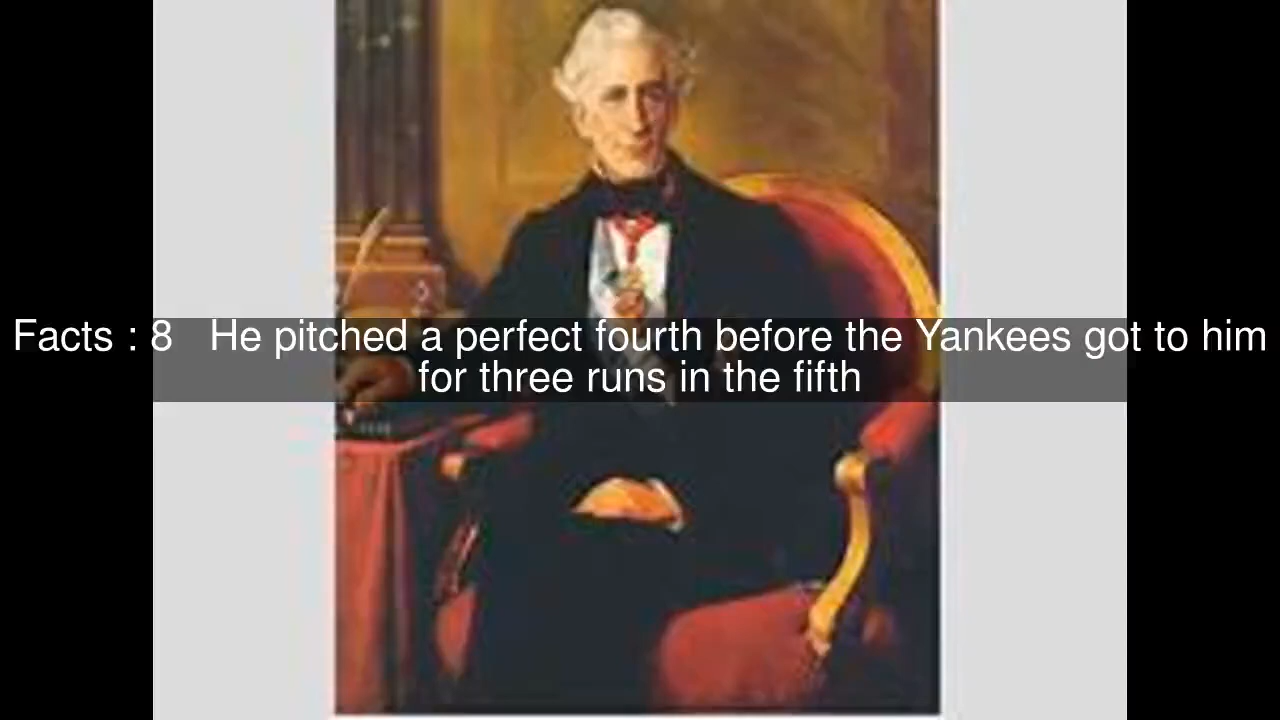 Facts : 8   He pitched a perfect fourth before the Yankees got to him
for three runs in the fifth